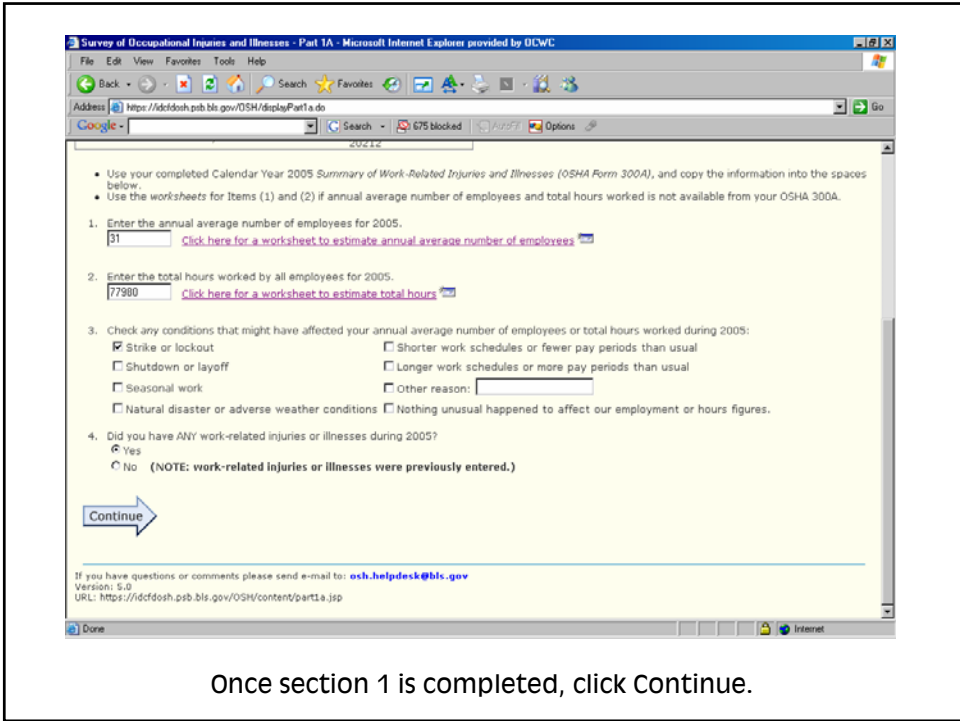 Survey of Occupational Injuries and Illnesses - Part 1A - Microsoft Internet Explorer provided by OCWC
File Edit View Favorites Tools Help
Back Search Favorites
Address https://idcfdosh.psb.bls.gov/OSH/displayPart1a.do Go
Google - Search 675 blocked AutoFill Options
20212
• Use your completed Calendar Year 2005 Summary of Work-Related Injuries and Illnesses (OSHA Form 300A), and copy the information into the spaces
below.
• Use the worksheets for Items (1) and (2) if annual average number of employees and total hours worked is not available from your OSHA 300A.
1. Enter the annual average number of employees for 2005.
31 Click here for a worksheet to estimate annual average number of employees
2. Enter the total hours worked by all employees for 2005.
77980 Click here for a worksheet to estimate total hours
3. Check any conditions that might have affected your annual average number of employees or total hours worked during 2005:
Strike or lockout Shorter work schedules or fewer pay periods than usual
Shutdown or layoff Longer work schedules or more pay periods than usual
Seasonal work Other reason:
Natural disaster or adverse weather conditions Nothing unusual happened to affect our employment or hours figures.
4. Did you have ANY work-related injuries or illnesses during 2005?
Yes
No (NOTE: work-related injuries or illnesses were previously entered.)
Continue
If you have questions or comments please send e-mail to: osh.helpdesk@bls.gov
Version: 5.0
URL: https://idcfdosh.psb.bls.gov/OSH/content/part1a.jsp
Done Internet
Once section 1 is completed, click Continue.